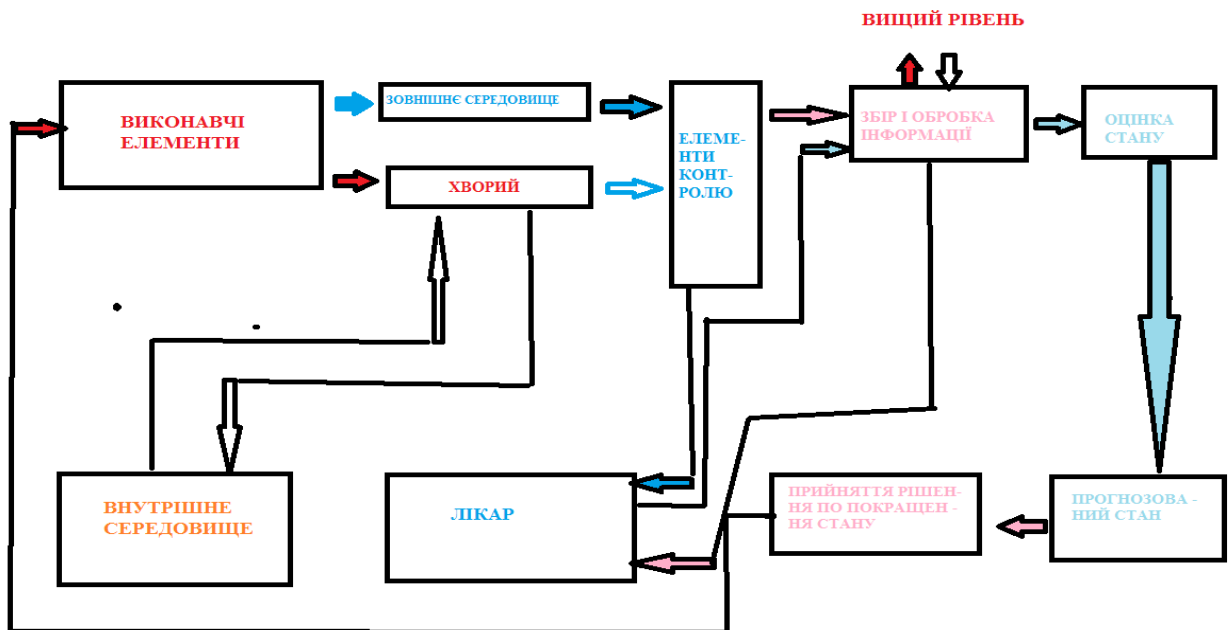 ВИЩИЙ РІВЕНЬ
ВИКОНАВЧІ
ЕЛЕМЕНТИ
ЗОВНІШНЄ СЕРЕДОВИЩЕ
ХВОРИЙ
ЕЛЕМЕ-
НТИ
КОНТ-
РОЛЮ
ЗБІР І ОБРОБКА
ІНФОРМАЦІЇ
ОЦІНКА
СТАНУ
ВНУТРІШНЕ
СЕРЕДОВИЩЕ
ЛІКАР
ПРИЙНЯТТЯ РІШЕН-
НЯ ПО ПОКРАЩЕН -
НЯ СТАНУ
ПРОГНОЗОВА -
НИЙ СТАН